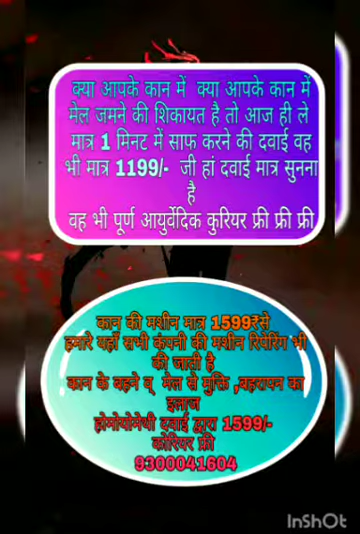 क्या आपके कान में क्या आपके कान में
मेल जमने की शिकायत है तो आज ही ले
मात्र 1 मिनट में साफ करने की दवाई वह
भी मात्र 1199/- जी हां दवाई मात्र सुनना
है
वह भी पूर्ण आयुर्वेदिक कुरियर फ्री फ्री फ्री
कान की मशीन मात्र 1599₹से
हमारे यहाँ सभी कंपनी की मशीन रिपेरिंग भी
की जाती है
कान के बहने व् मेल से मुक्ति ,बहरापन का
इलाज
होमोयोमेथी दवाई द्वारा 1599/-
कोरियर फ्री
9300041604
InShOt